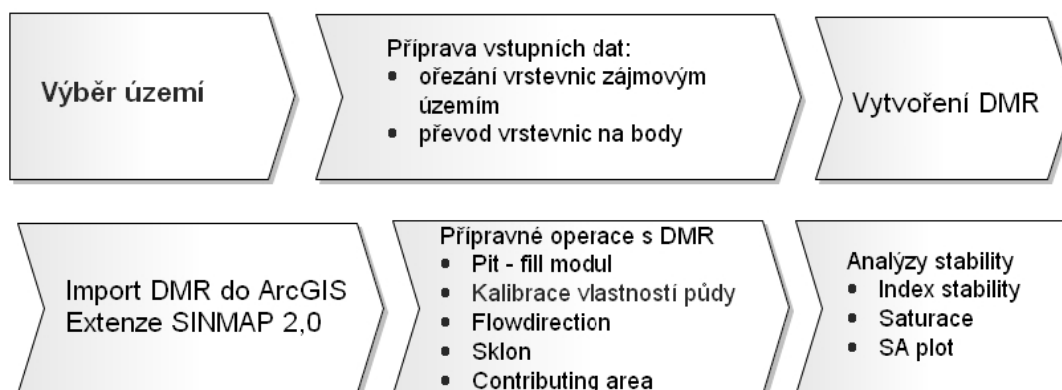 Výběr území
Příprava vstupních dat:
• ořezání vrstevnic zájmovým
území
• převod vrstevnic na body
Vytvoření DMR
Import DMR do ArcGIS
Extenze SINMAP 2,0
Přípravné operace s DMR
• Pit - fill modul
• Kalibrace vlastností půdy
• Flowdirection
• Sklon
• Contributing area
Analýzy stability
• Index stability
• Saturace
• SA plot